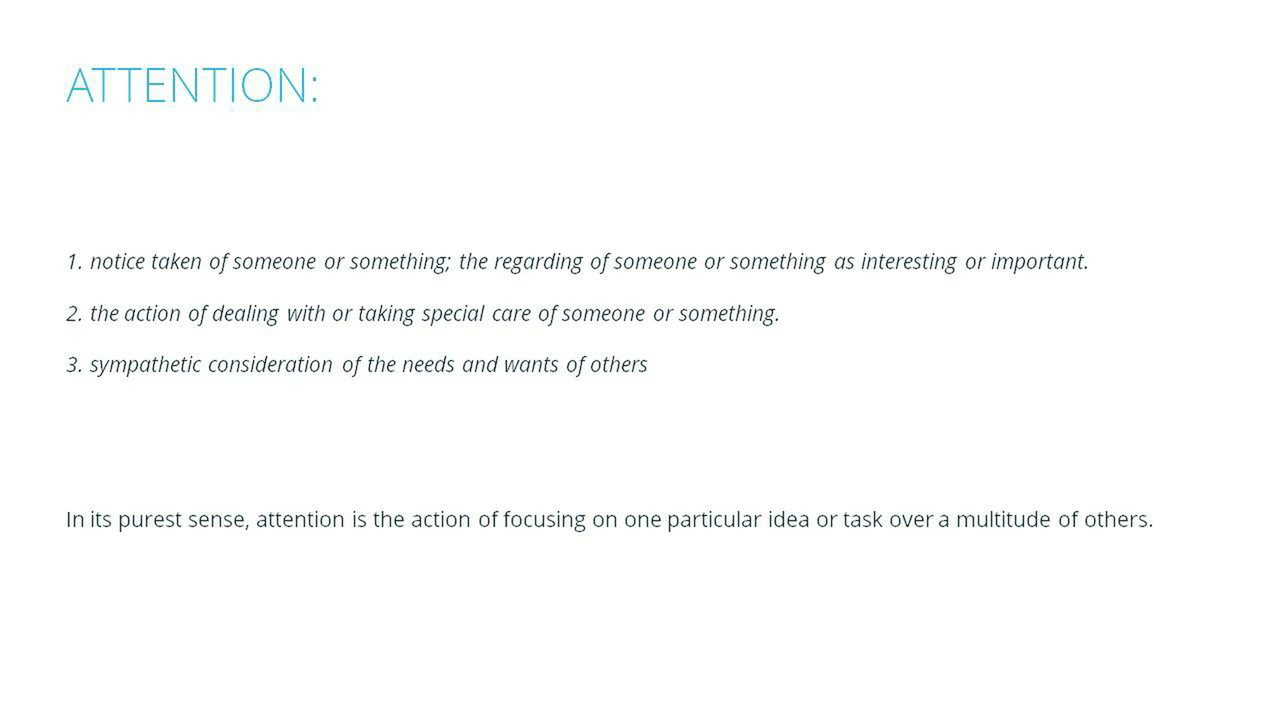 ATTENTION:
1. notice taken of someone or something; the regarding of someone or something as interesting or important.
2. the action of dealing with or taking special care of someone or something.
3. sympathetic consideration of the needs and wants of others
In its purest sense, attention is the action of focusing on one particular idea or task over a multitude of others.